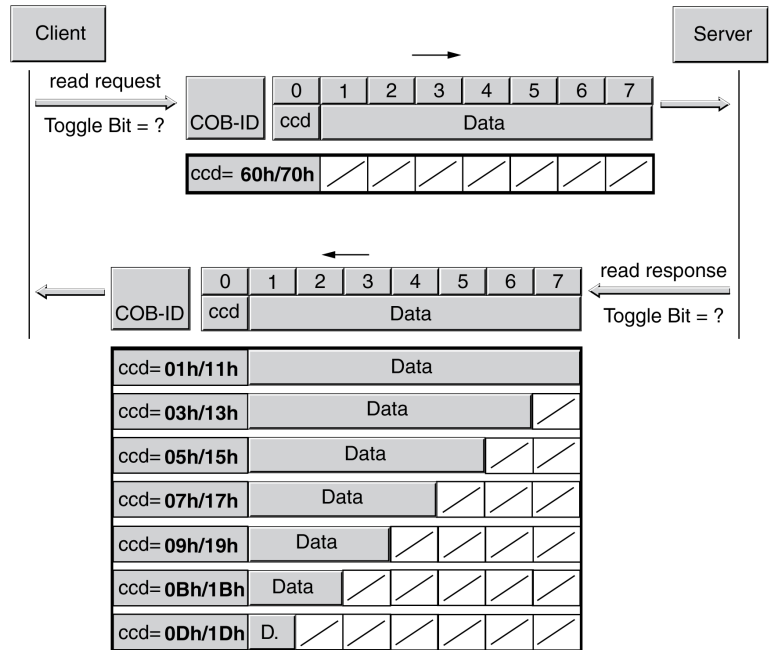 Client
Server
read request
0 1 2 3 4 5 6 7
Toggle Bit = ?
COB-ID
ccd
Data
ccd= 60h/70h
read response
0 1 2 3 4 5 6 7
COB-ID
ccd
Data
Toggle Bit = ?
ccd= 01h/11h Data
ccd= 03h/13h Data
ccd= 05h/15h Data
ccd= 07h/17h Data
ccd= 09h/19h Data
ccd= 0Bh/1Bh Data
ccd= 0Dh/1Dh D.